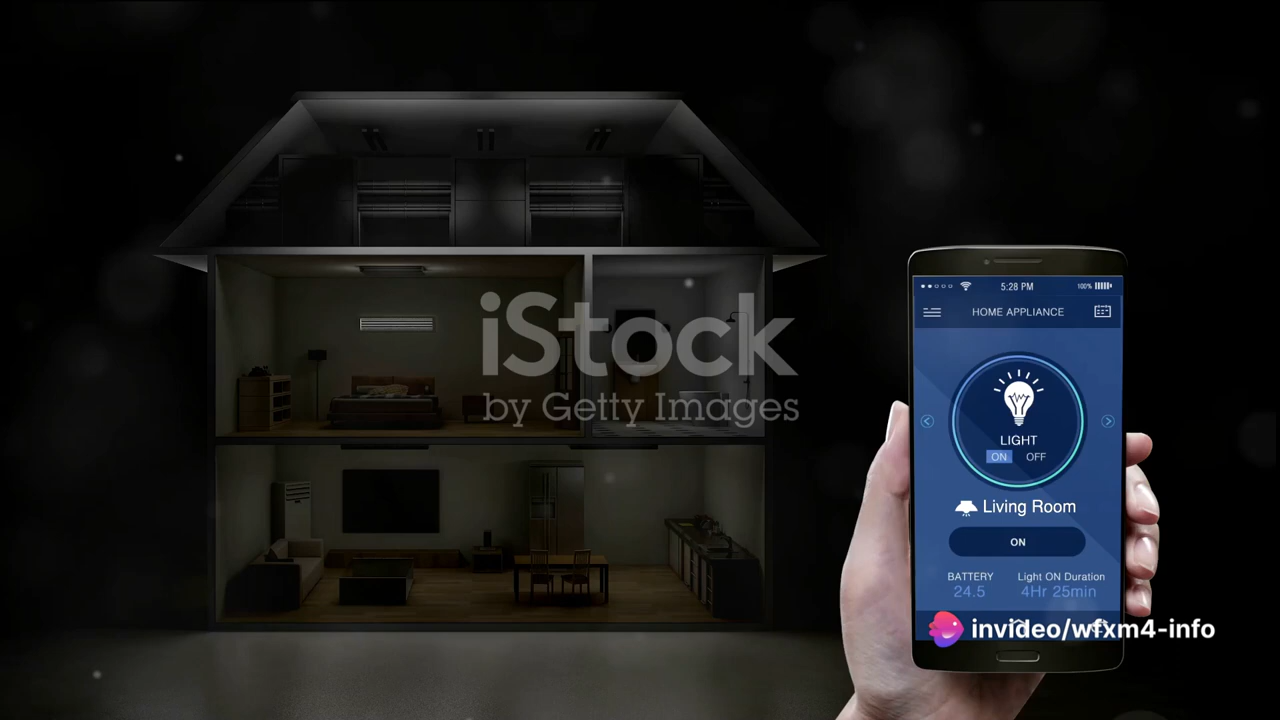 iStock
by Getty Images
5:28 PM
100%
HOME APPLIANCE
LIGHT
ON OFF
Living Room
ON
BATTERY Light ON Duration
24.5 4Hr 25min
invideo/wfxm4-info